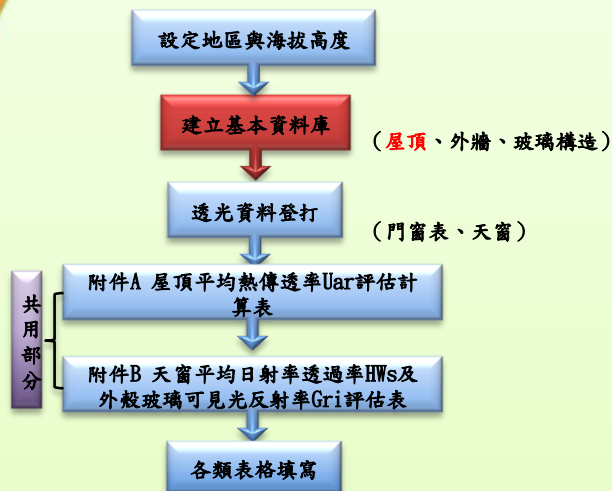 設定地區與海拔高度
建立基本資料庫
(屋頂、外牆、玻璃構造)
透光資料登打
(門窗表、天窗)
共用部分
附件A 屋頂平均熱傳透率Uar評估計
算表
附件B 天窗平均日射率透過率HWs及
外殼玻璃可見光反射率Gri評估表
各類表格填寫